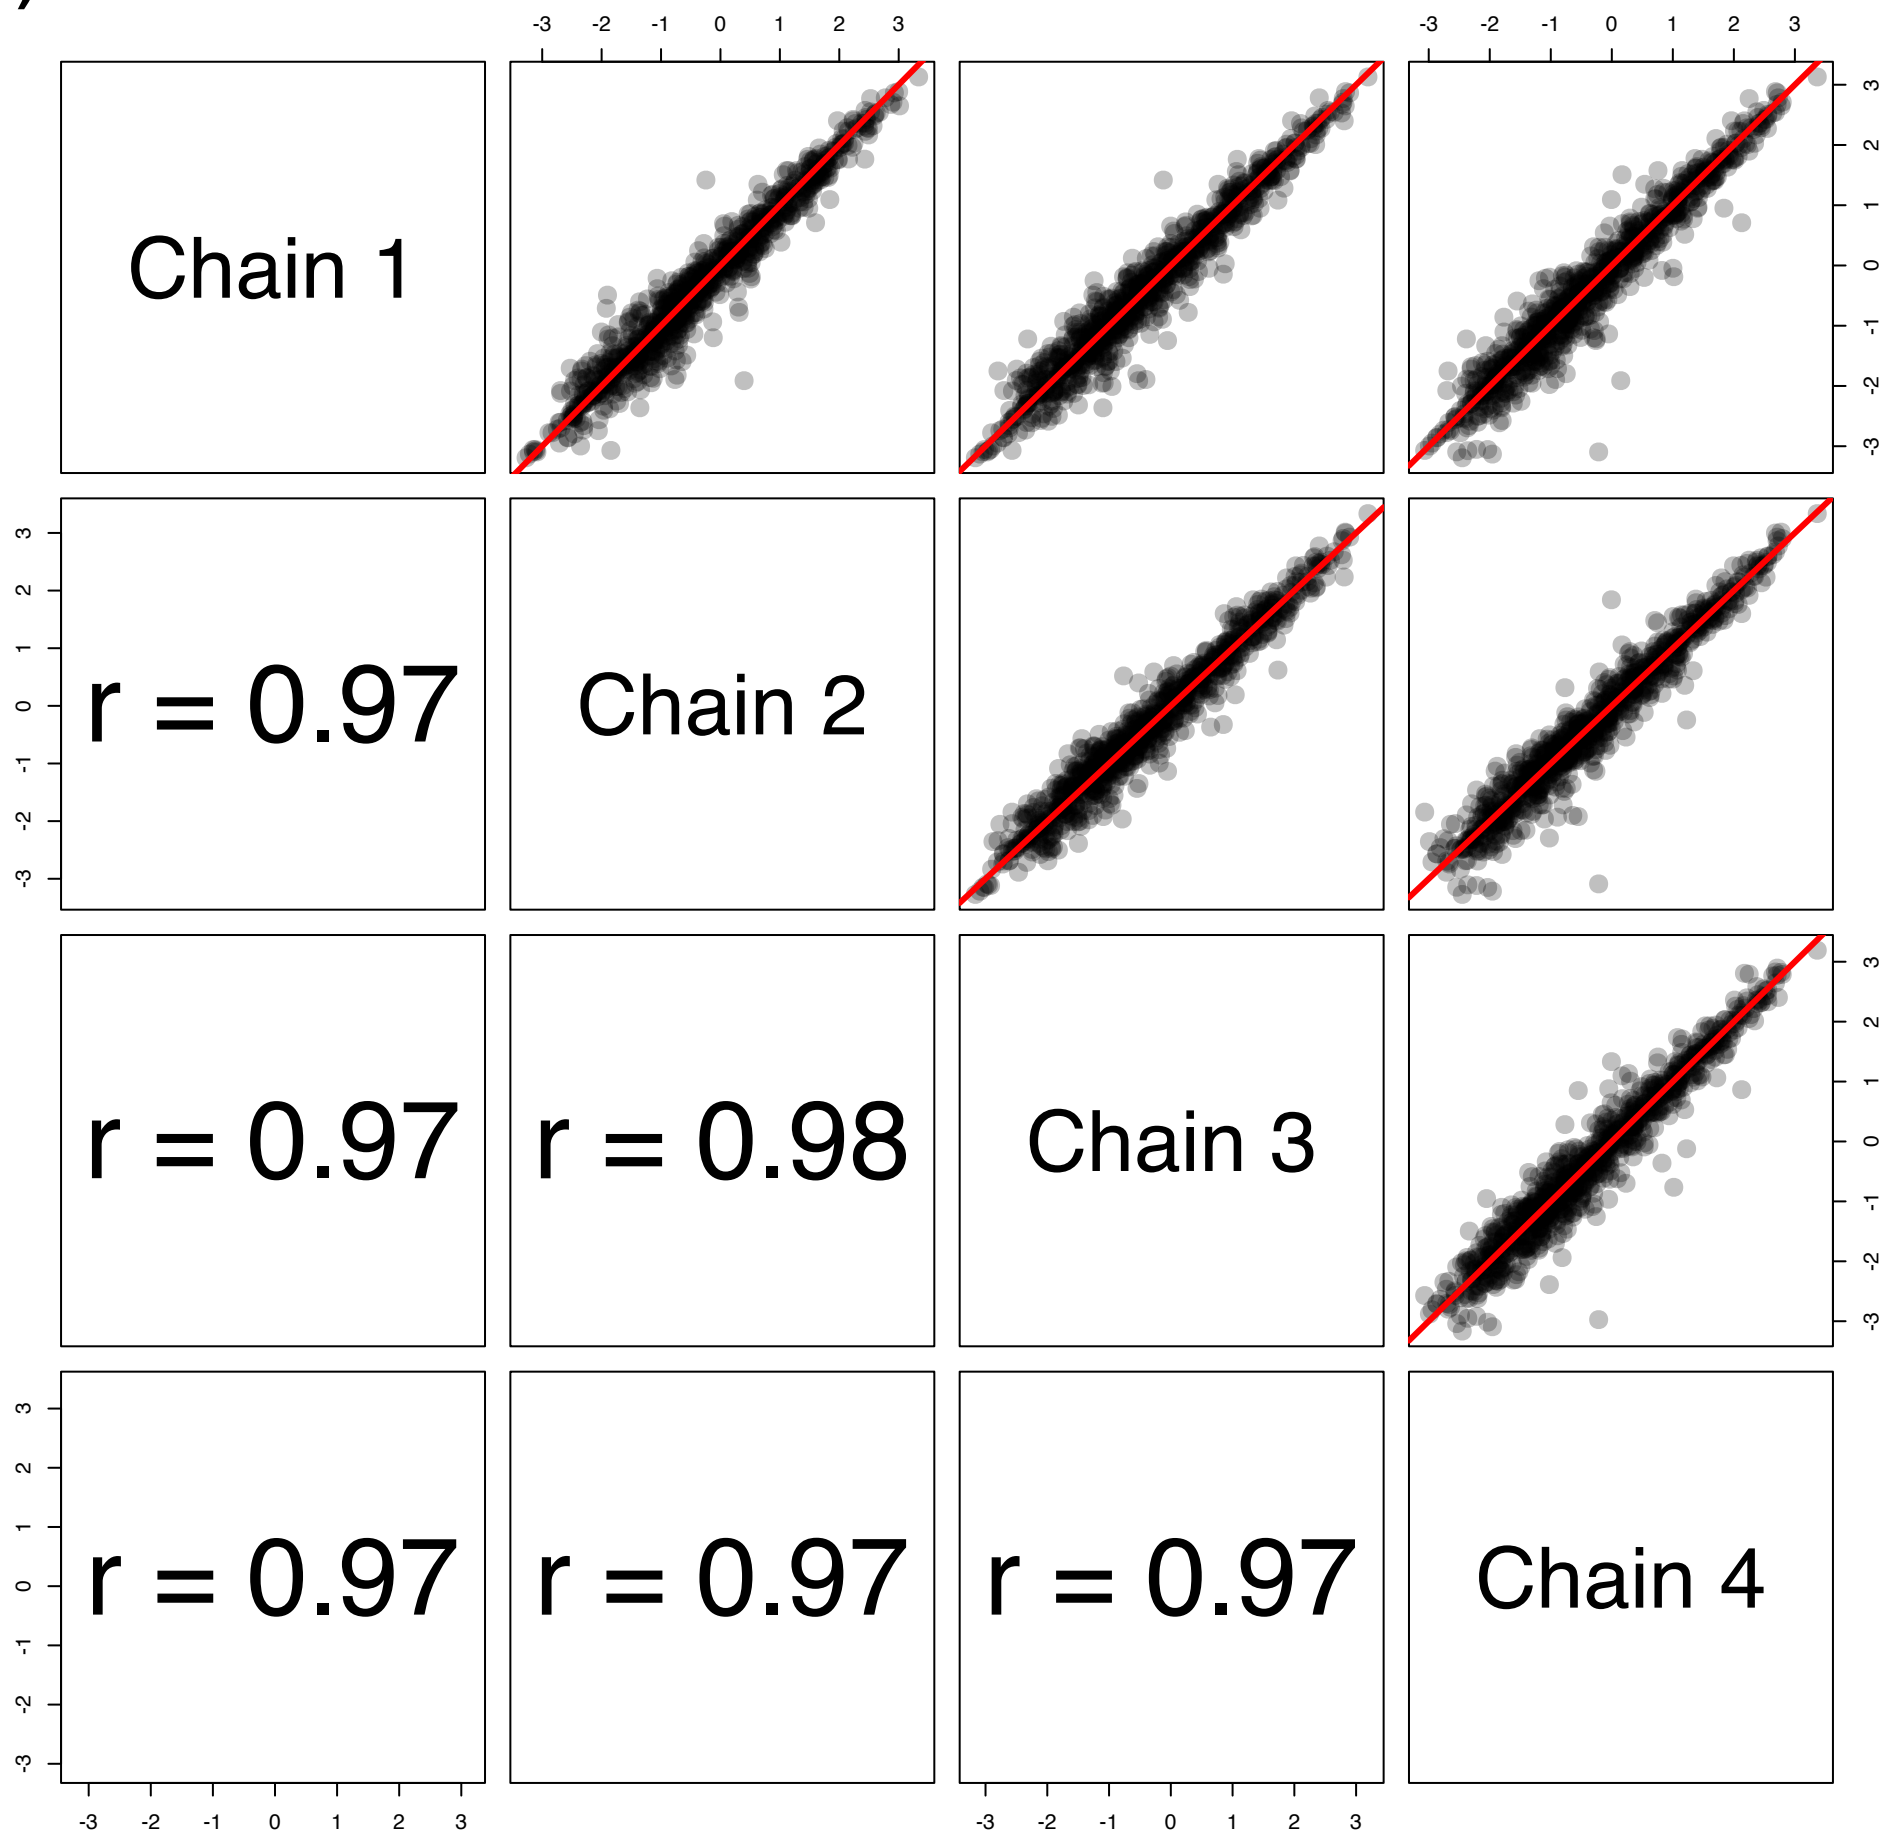 -3 -2 -1 0 1 2 3 -3 -2 -1 0 1 2 3
Chain 1
3 2 1 0 -1 -2 -3
3 2 1 0 -1 -2 -3
r = 0.97 Chain 2
r = 0.97 r = 0.98 Chain 3
3 2 1 0 -1 -2 -3
3 2 1 0 -1 -2 -3
r = 0.97 r = 0.97 r = 0.97 Chain 4
-3 -2 -1 0 1 2 3 -3 -2 -1 0 1 2 3